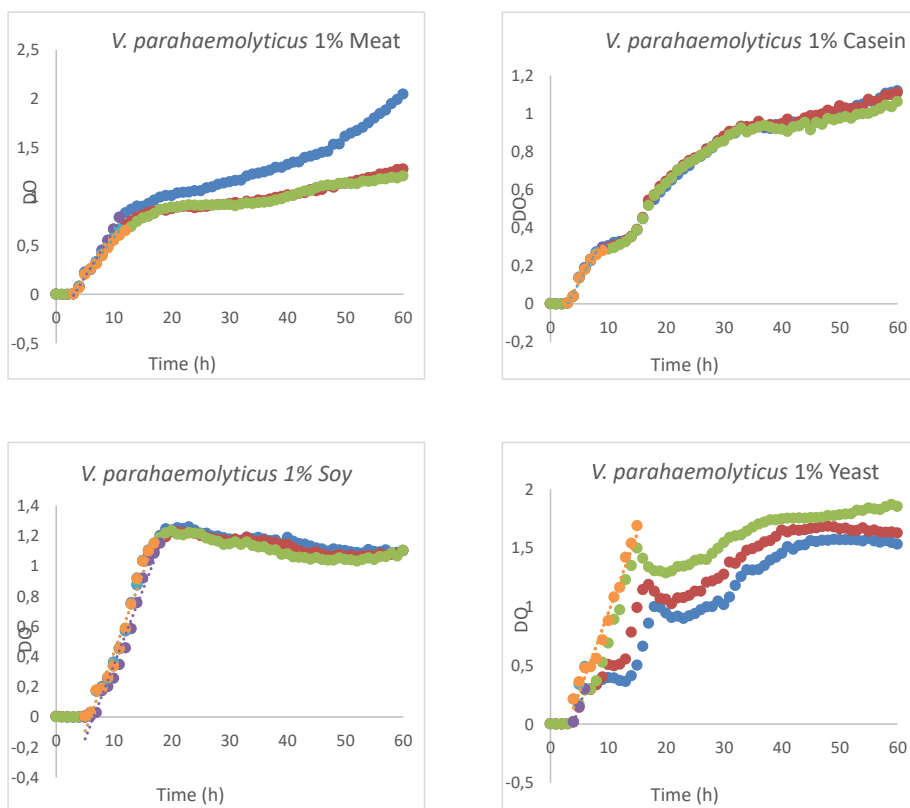 V. parahaemolyticus 1% Meat
2,5
2
1,5
1
DO
0,5
0
-0,5
0 10 20 30 40 50 60
Time (h)
V. parahaemolyticus 1% Casein
1,2
1
0,8
0,6
DO
0,4
0,2
0
-0,2
0 10 20 30 40 50 60
Time (h)
V. parahaemolyticus 1% Soy
1,4
1,2
1
0,8
0,6
DO
0,4
0,2
0
-0,2
-0,4
0 10 20 30 40 50 60
Time (h)
V. parahaemolyticus 1% Yeast
2
1,5
1
DO
0,5
0
-0,5
0 10 20 30 40 50 60
Time (h)